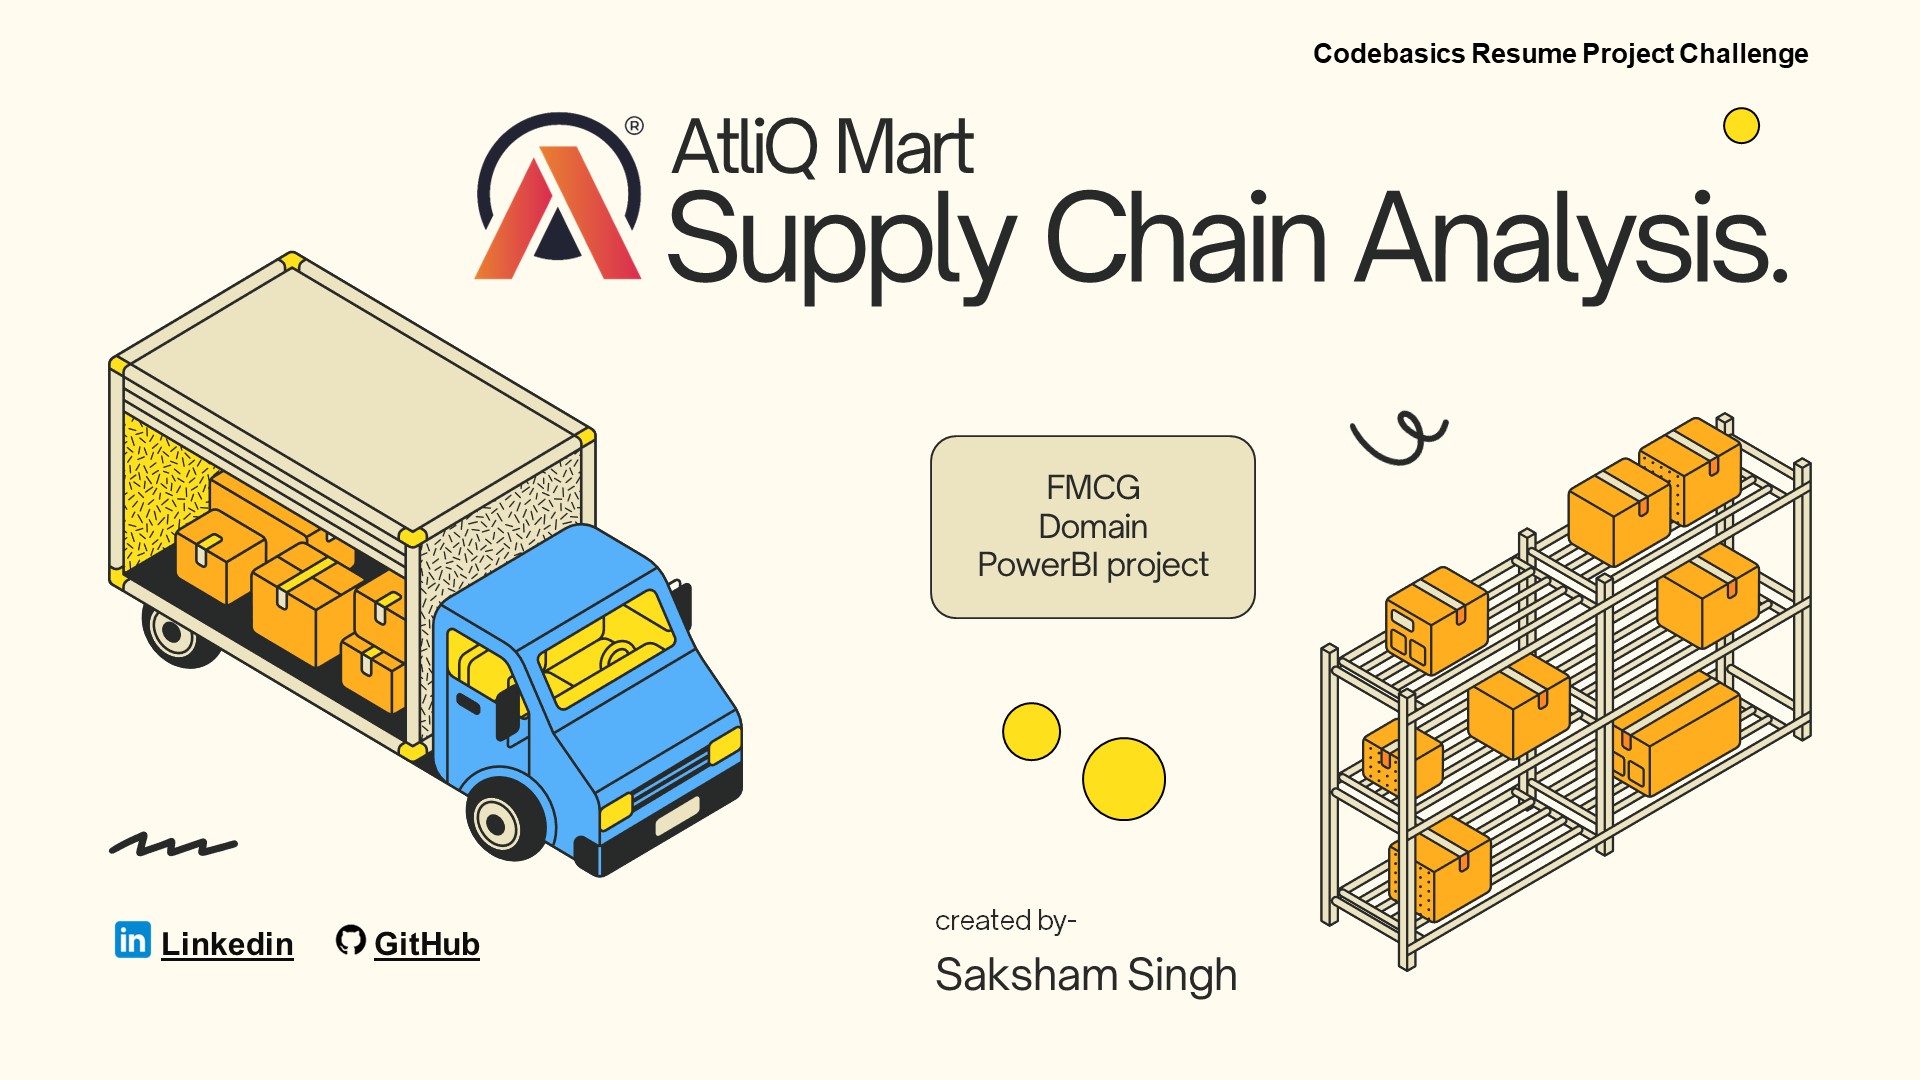 Codebasics Resume Project Challenge
®
AtliQ Mart
Supply Chain Analysis.
FMCG
Domain
PowerBI project
in Linkedin
GitHub
created by-
Saksham Singh